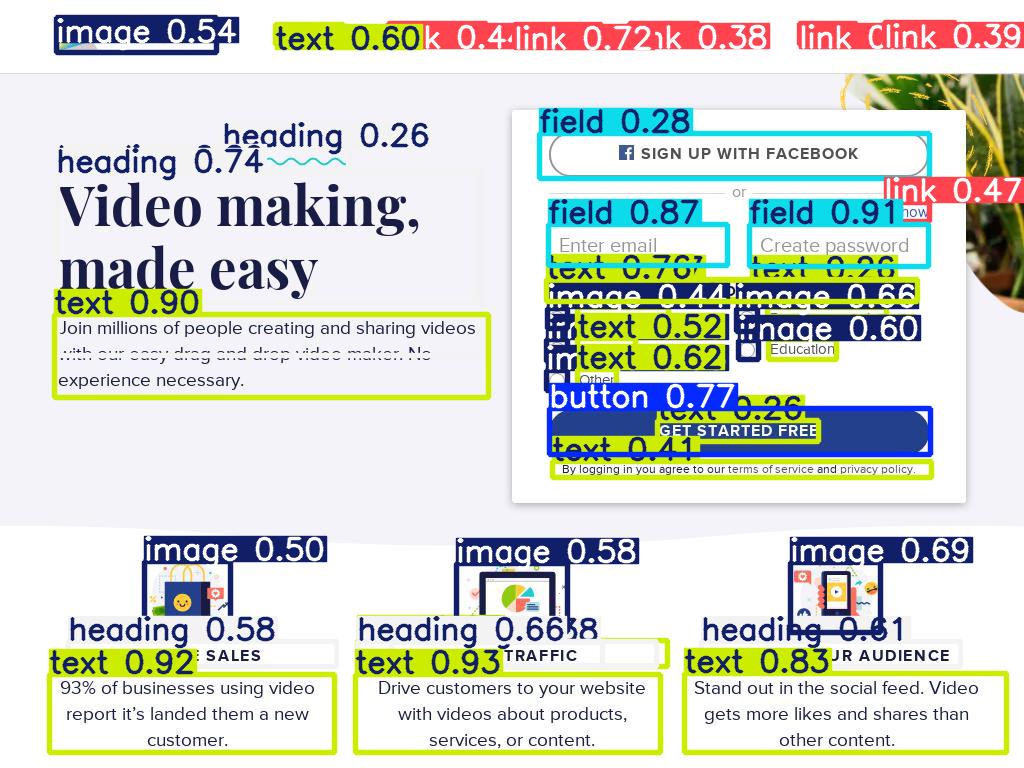 image 0.54
text 0.60
link 0.72
0.38
link
link 0.39
heading 0.26
heading 0.74
Video making,
made easy
text 0.90
Join millions of people creating and sharing videos
with our easy drag and drop video maker. No
experience necessary.
field 0.28
SIGN UP WITH FACEBOOK
or
link 0.47
field 0.87
field 0.91
Enter email
Create password
text 0.26
image 0.44
image 0.66
text 0.52
image 0.60
text 0.62
Education
Other
button 0.77
text 0.26
GET STARTED FREE
text 0.41
By logging in you agree to our terms of service and privacy policy.
image 0.50
image 0.58
image 0.69
heading 0.58
heading 0.66
heading 0.61
text 0.92
SALES
text 0.93
TRAFFIC
text 0.83
AUDIENCE
93% of businesses using video
report it’s landed them a new
customer.
Drive customers to your website
with videos about products,
services, or content.
Stand out in the social feed. Video
gets more likes and shares than
other content.